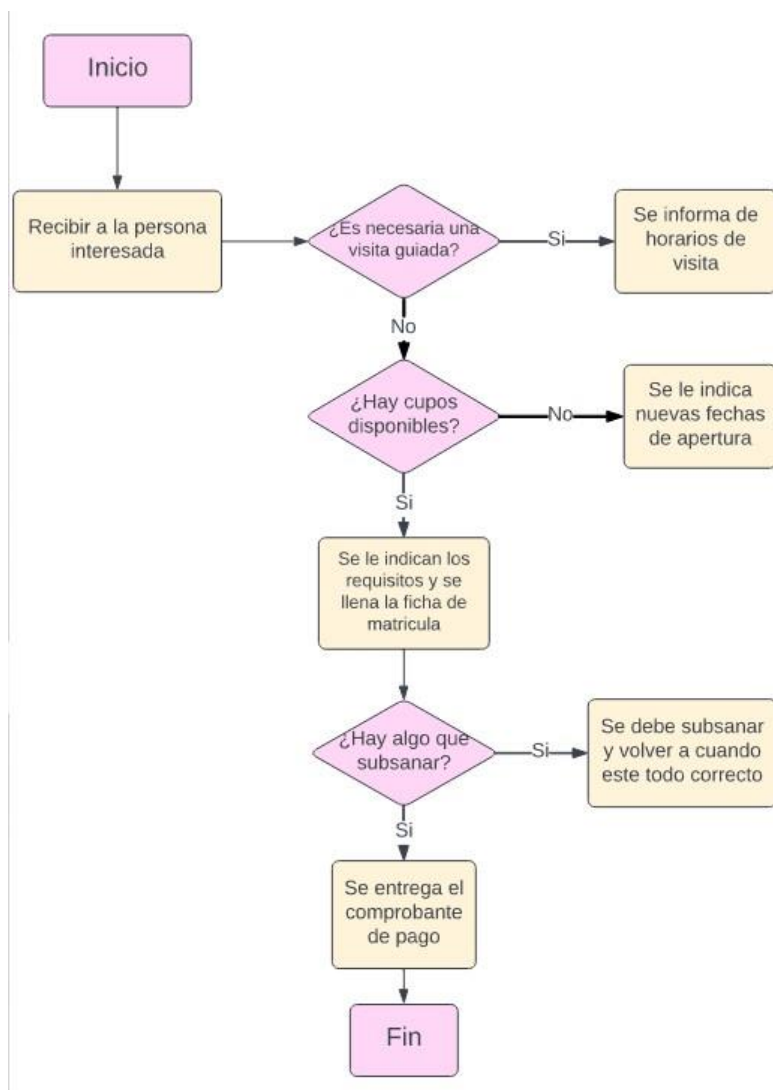 Inicio
Recibir a la persona
interesada
¿Es necesaria una
visita guiada?
Si
Se informa de
horarios de
visita
No
¿Hay cupos
disponibles?
No
Se le indica
nuevas fechas
de apertura
Si
Se le indican los
requisitos y se
llena la ficha de
matricula
¿Hay algo que
subsanar?
Si
Se debe subsanar
y volver a cuando
este todo correcto
Si
Se entrega el
comprobante
de pago
Fin